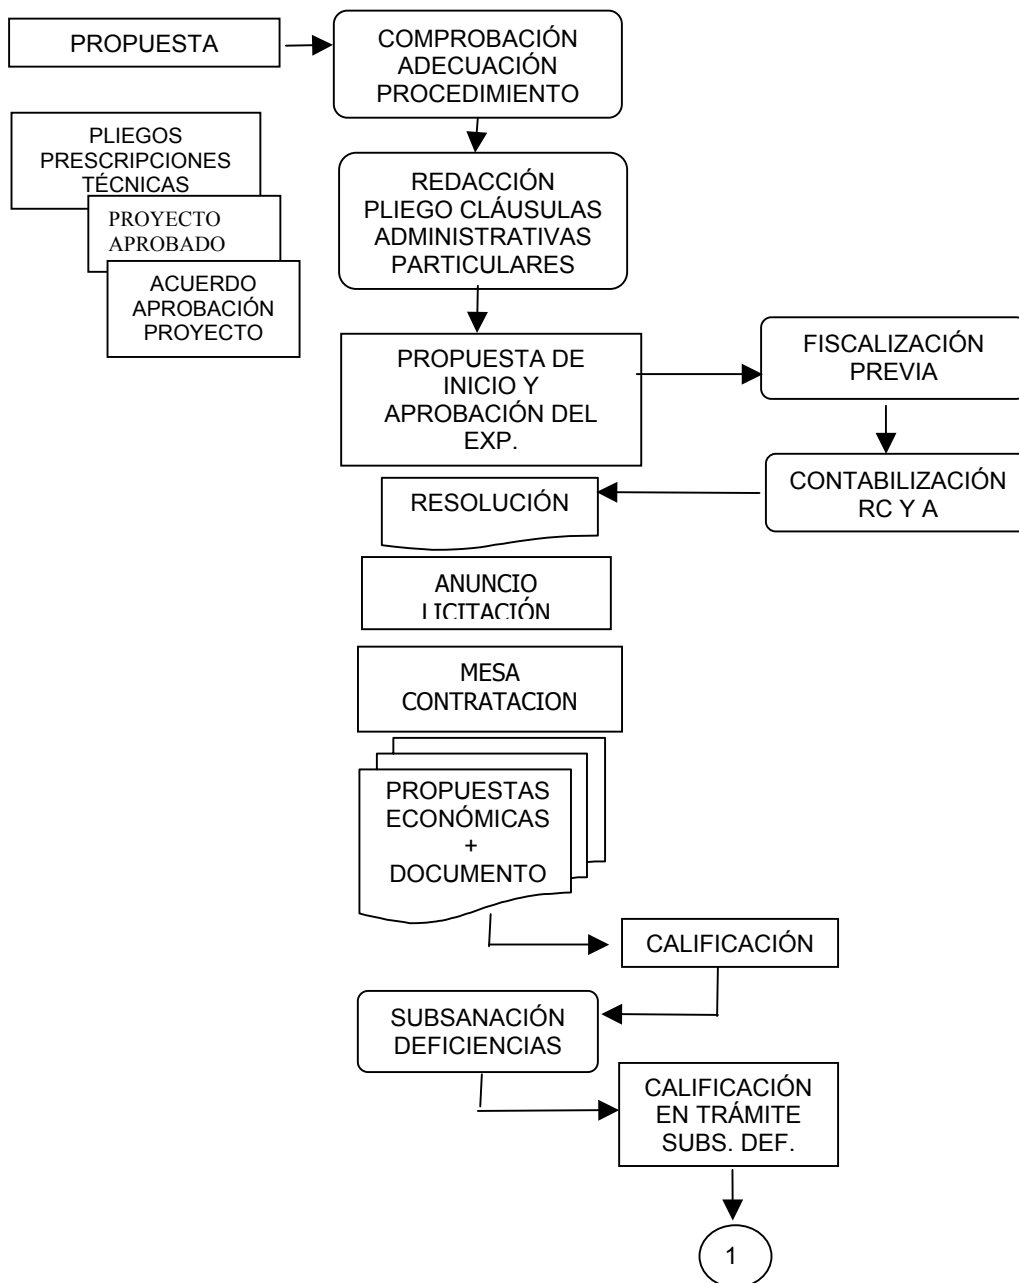 PROPUESTA
COMPROBACIÓN
ADECUACIÓN
PROCEDIMIENTO
PLIEGOS
PRESCRIPCIONES
TÉCNICAS
PROYECTO
APROBADO
ACUERDO
APROBACIÓN
PROYECTO
REDACCIÓN
PLIEGO CLÁUSULAS
ADMINISTRATIVAS
PARTICULARES
PROPUESTA DE
INICIO Y
APROBACIÓN DEL
EXP.
FISCALIZACIÓN
PREVIA
CONTABILIZACIÓN
RC Y A
RESOLUCIÓN
ANUNCIO
LICITACIÓN
MESA
CONTRATACION
PROPUESTAS
ECONÓMICAS
+
DOCUMENTO
CALIFICACIÓN
SUBSANACIÓN
DEFICIENCIAS
CALIFICACIÓN
EN TRÁMITE
SUBS. DEF.
1